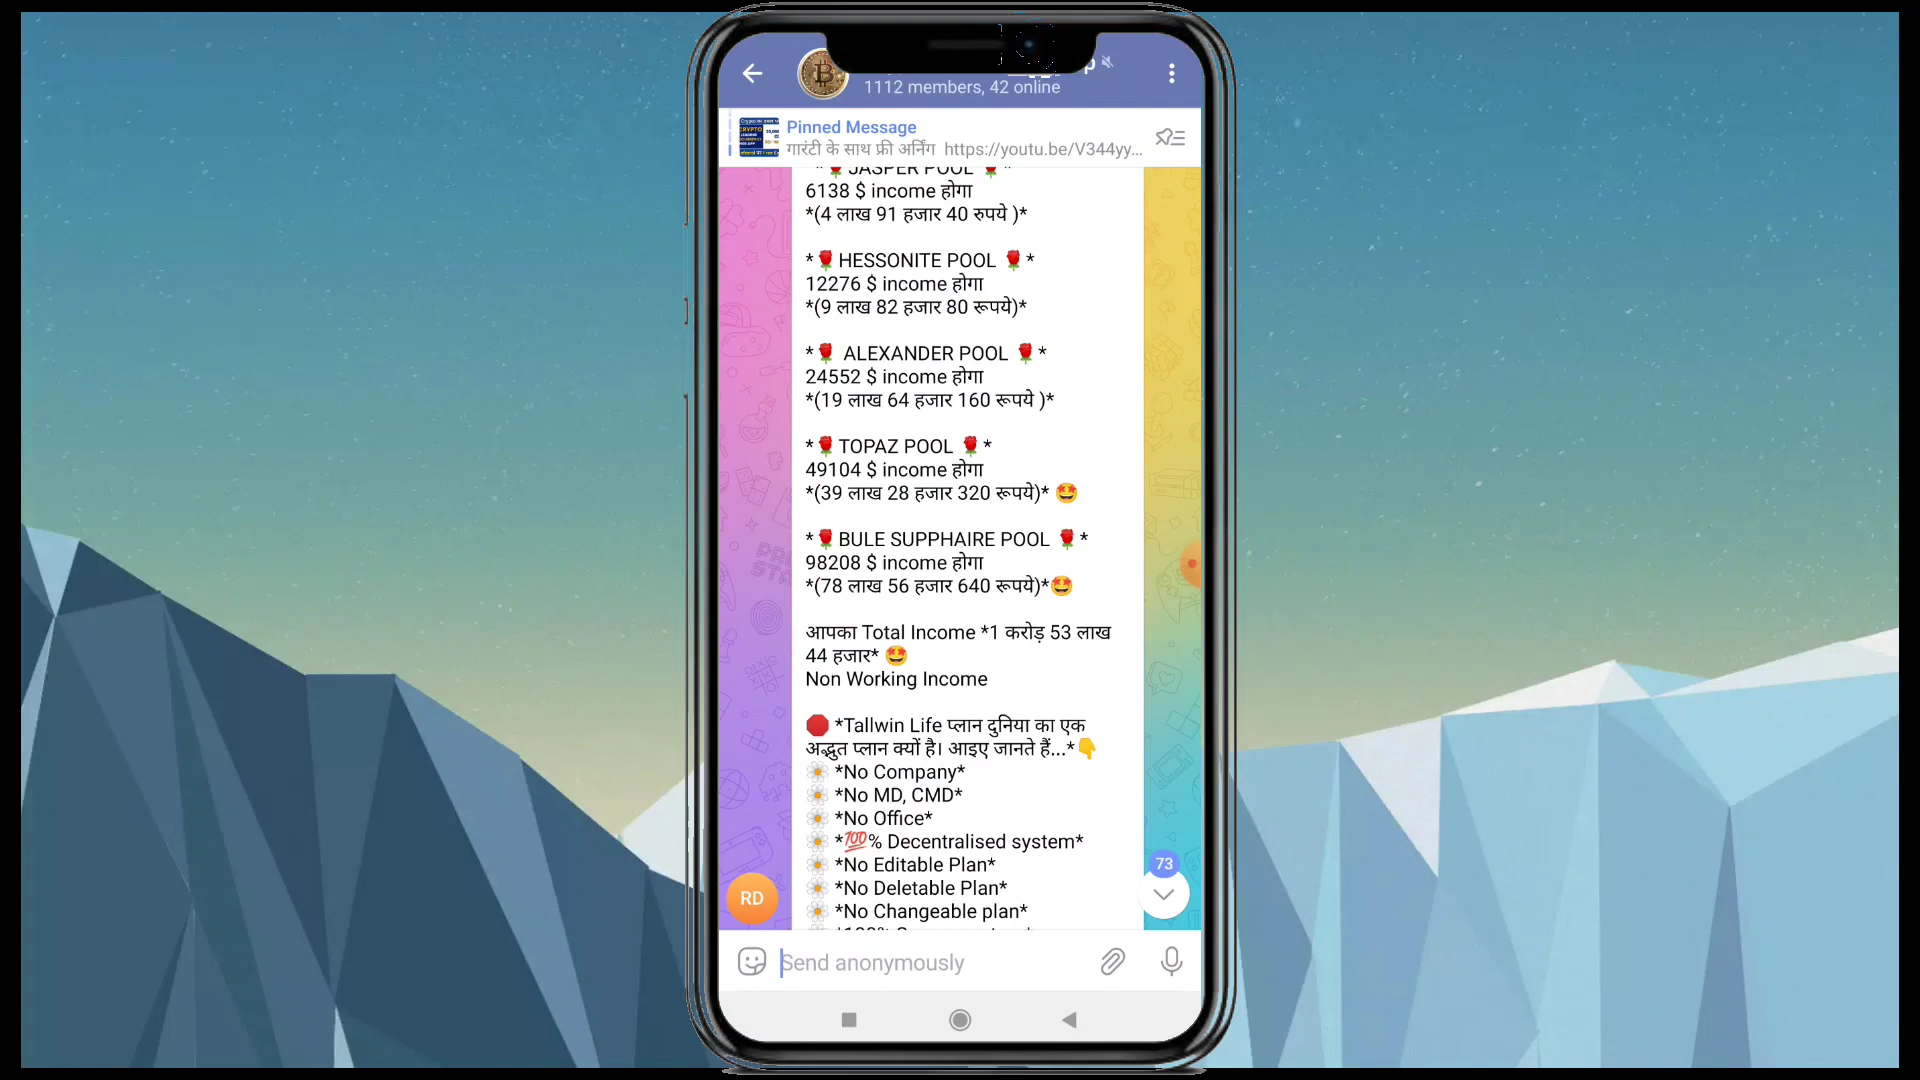 1112 members, 42 online
Pinned Message
गारंटी के साथ फ्री अर्निंग https://youtu.be/V344yy...
*🌹JASPER POOL 🌹*
6138 $ income होगा
*(4 लाख 91 हजार 40 रुपये )*
*🌹HESSONITE POOL 🌹*
12276 $ income होगा
*(9 लाख 82 हजार 80 रूपये)*
*🌹 ALEXANDER POOL 🌹*
24552 $ income होगा
*(19 लाख 64 हजार 160 रूपये )*
*🌹TOPAZ POOL 🌹*
49104 $ income होगा
*(39 लाख 28 हजार 320 रूपये)* 🤩
*🌹BULE SUPPHAIRE POOL 🌹*
98208 $ income होगा
*(78 लाख 56 हजार 640 रूपये)*🤩
आपका Total Income *1 करोड़ 53 लाख
44 हजार* 🤩
Non Working Income
🛑 *Tallwin Life प्लान दुनिया का एक
अद्भुत प्लान क्यों है। आइए जानते हैं...*👇
🌼 *No Company*
🌼 *No MD, CMD*
🌼 *No Office*
🌼 *💯% Decentralised system*
🌼 *No Editable Plan*
🌼 *No Deletable Plan*
🌼 *No Changeable plan*
73
RD
Send anonymously